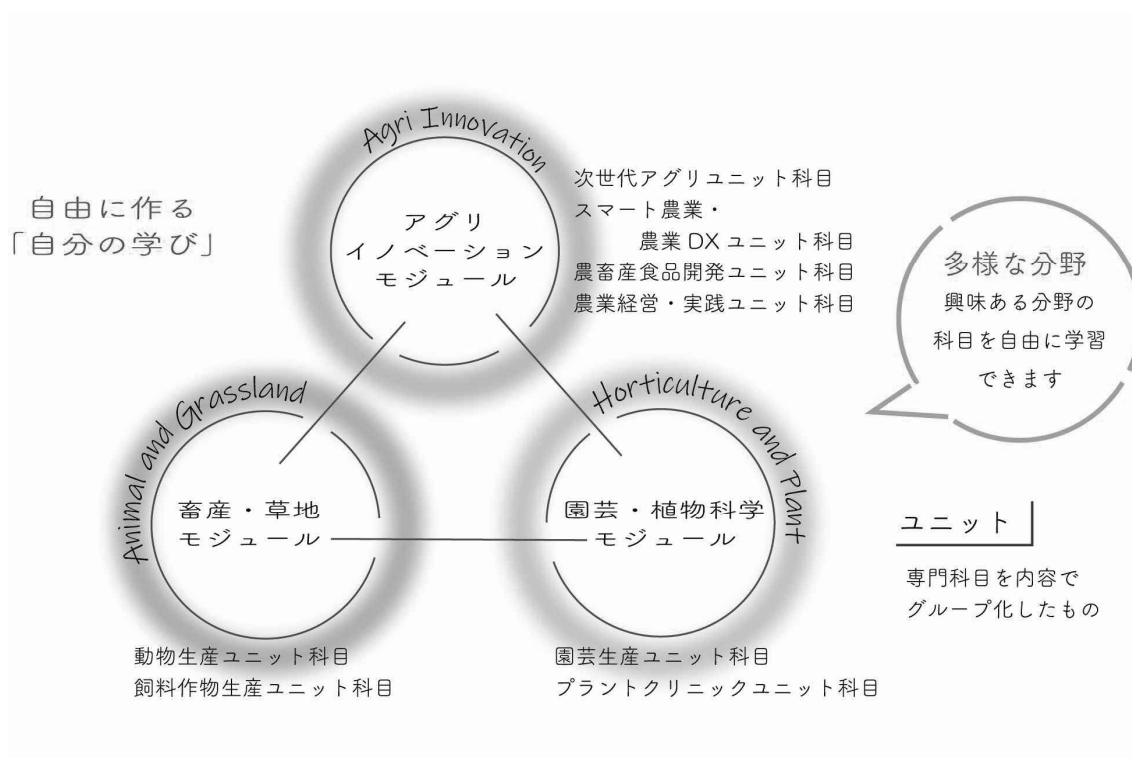 自由に作る
「自分の学び」
Agri Innovation
アグリ
イノベーション
モジュール
次世代アグリユニット科目
スマート農業・
農業 DX ユニット科目
農畜産食品開発ユニット科目
農業経営・実践ユニット科目
多様な分野
興味ある分野の
科目を自由に学習
できます
Animal and Grassland
畜産・草地
モジュール
動物生産ユニット科目
飼料作物生産ユニット科目
Horticulture and Plant
園芸・植物科学
モジュール
園芸生産ユニット科目
プラントクリニックユニット科目
ユニット
専門科目を内容で
グループ化したもの